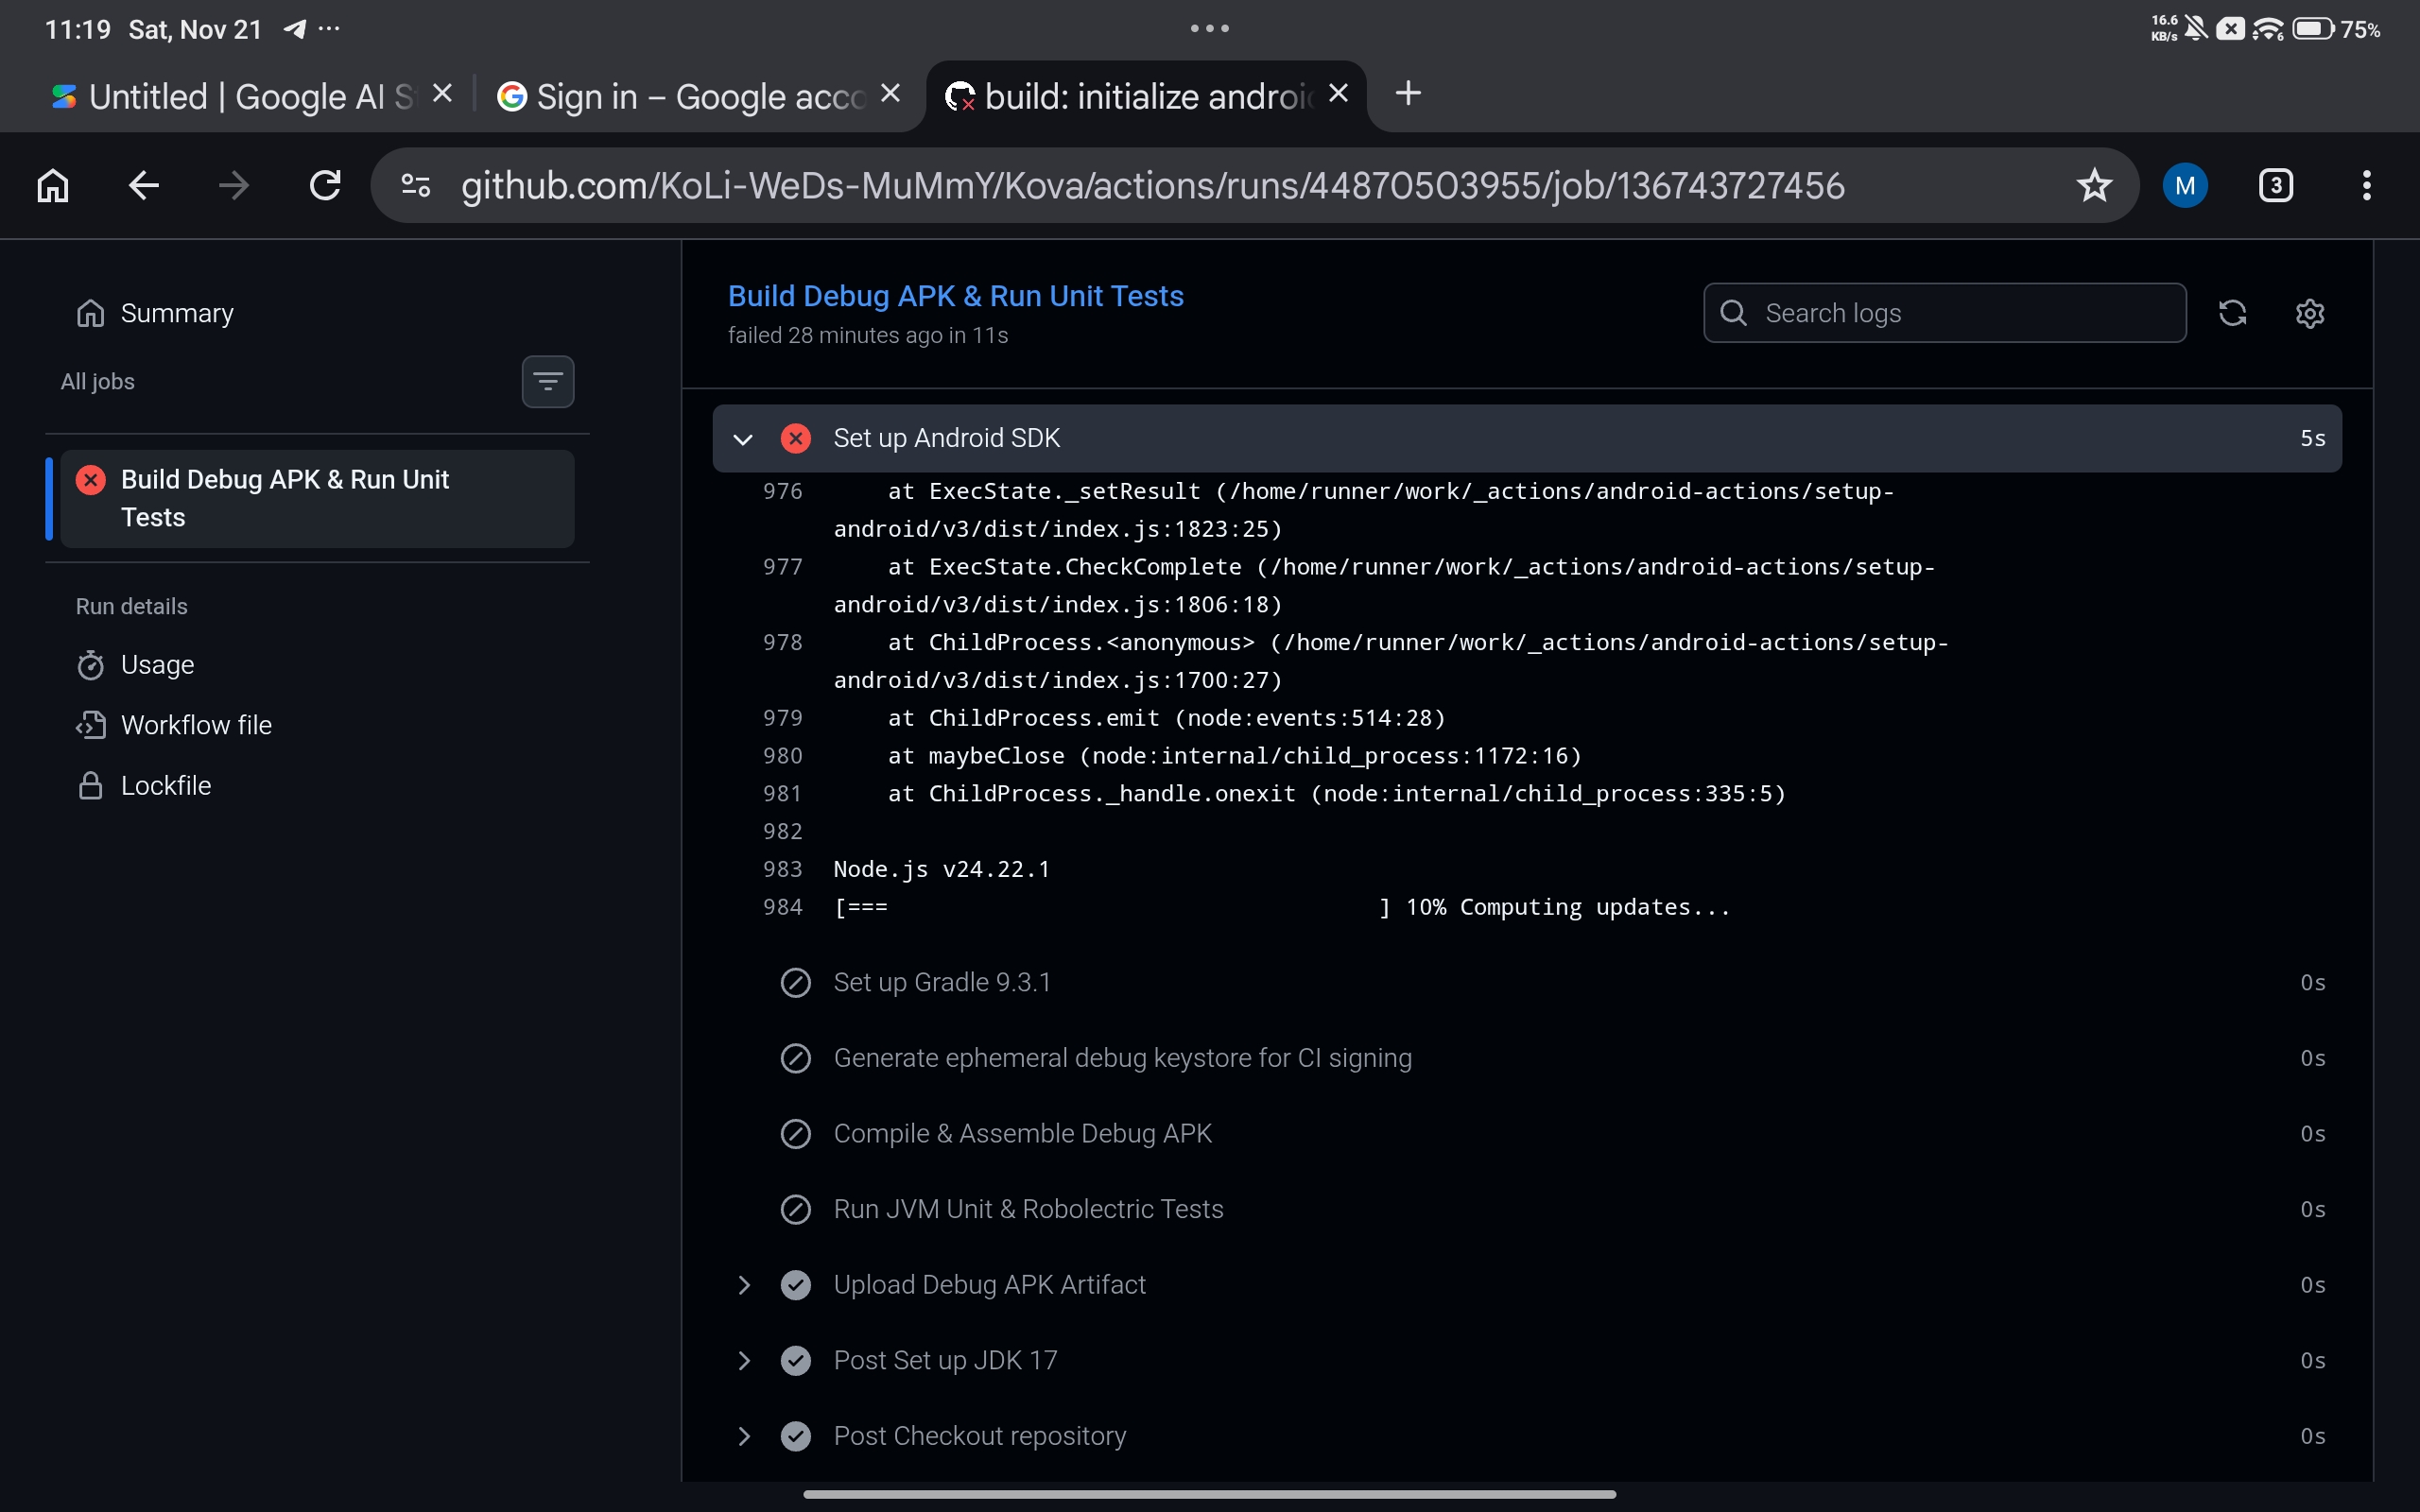 11:19 Sat, Nov 21
16.6 KB/s
6
75%
Untitled | Google AI S
Sign in – Google acco
build: initialize androi
github.com/KoLi-WeDs-MuMmY/Kova/actions/runs/44870503955/job/136743727456
M
3
Summary
All jobs
Build Debug APK & Run Unit
Tests
Run details
Usage
Workflow file
Lockfile
Build Debug APK & Run Unit Tests
failed 28 minutes ago in 11s
Search logs
Set up Android SDK 5s
976 at ExecState._setResult (/home/runner/work/_actions/android-actions/setup-
android/v3/dist/index.js:1823:25)
977 at ExecState.CheckComplete (/home/runner/work/_actions/android-actions/setup-
android/v3/dist/index.js:1806:18)
978 at ChildProcess.<anonymous> (/home/runner/work/_actions/android-actions/setup-
android/v3/dist/index.js:1700:27)
979 at ChildProcess.emit (node:events:514:28)
980 at maybeClose (node:internal/child_process:1172:16)
981 at ChildProcess._handle.onexit (node:internal/child_process:335:5)
982
983 Node.js v24.22.1
984 [=== ] 10% Computing updates...
Set up Gradle 9.3.1 0s
Generate ephemeral debug keystore for CI signing 0s
Compile & Assemble Debug APK 0s
Run JVM Unit & Robolectric Tests 0s
Upload Debug APK Artifact 0s
Post Set up JDK 17 0s
Post Checkout repository 0s